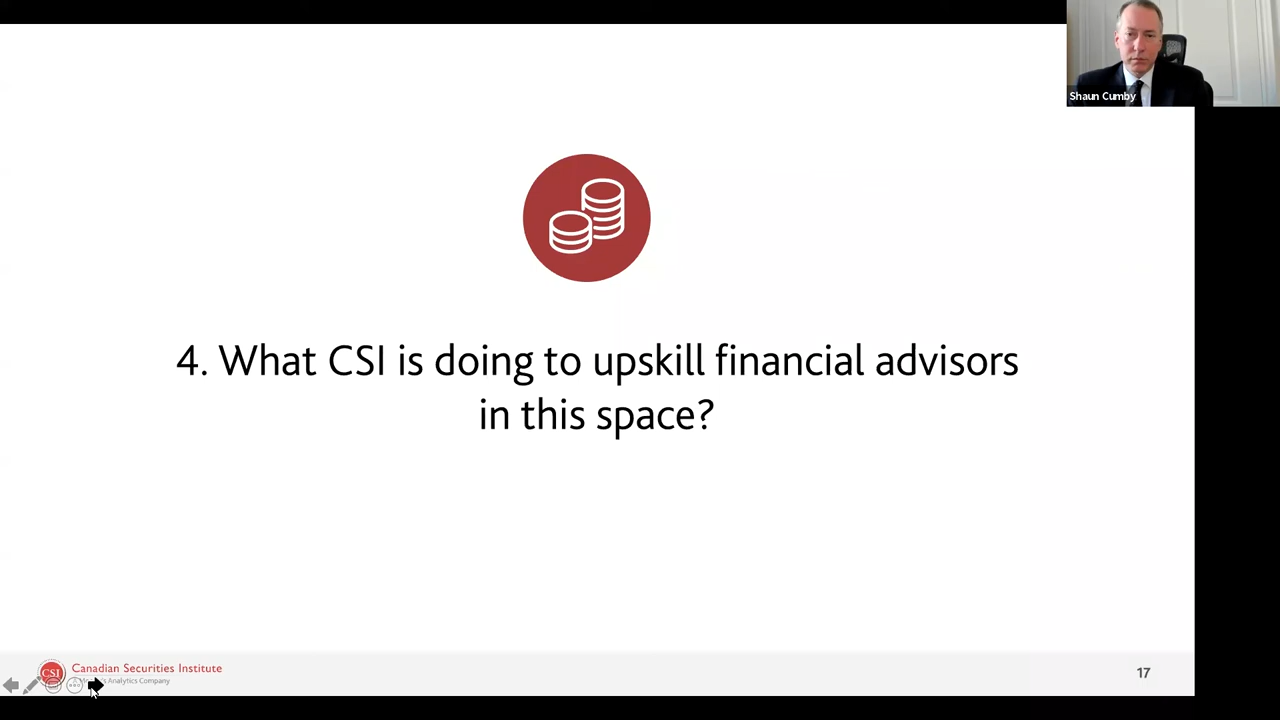 Shaun Cumby
4. What CSI is doing to upskill financial advisors
in this space?
CSI
Canadian Securities Institute
Analytics Company
17